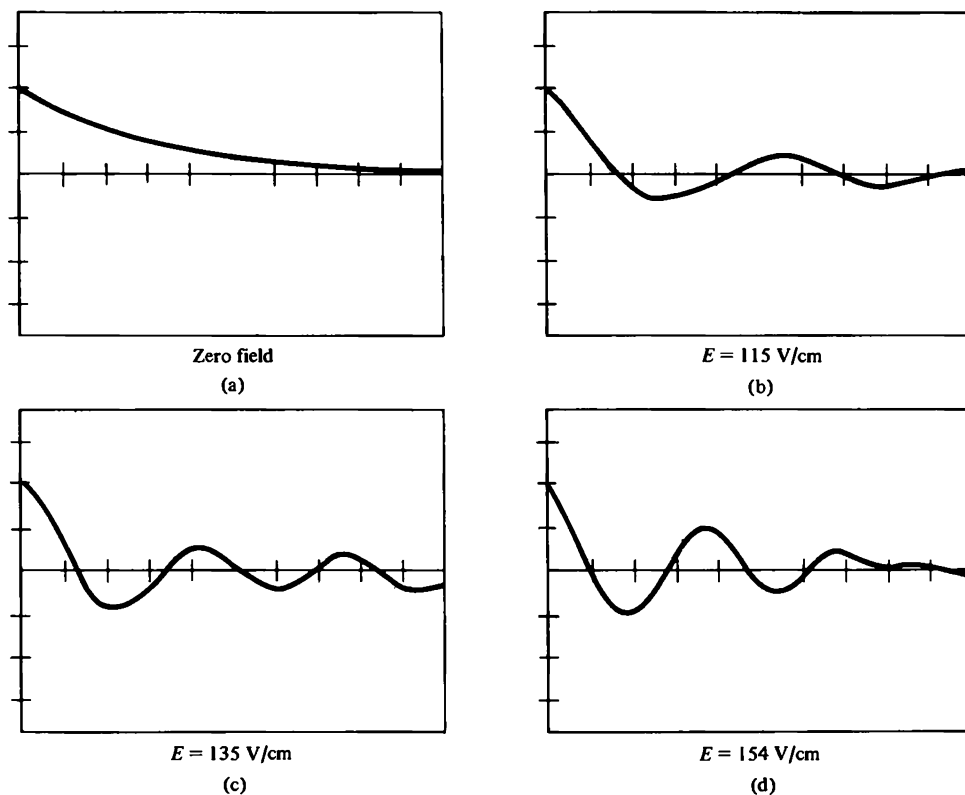 Zero field
(a)
E = 115 V/cm
(b)
E = 135 V/cm
(c)
E = 154 V/cm
(d)